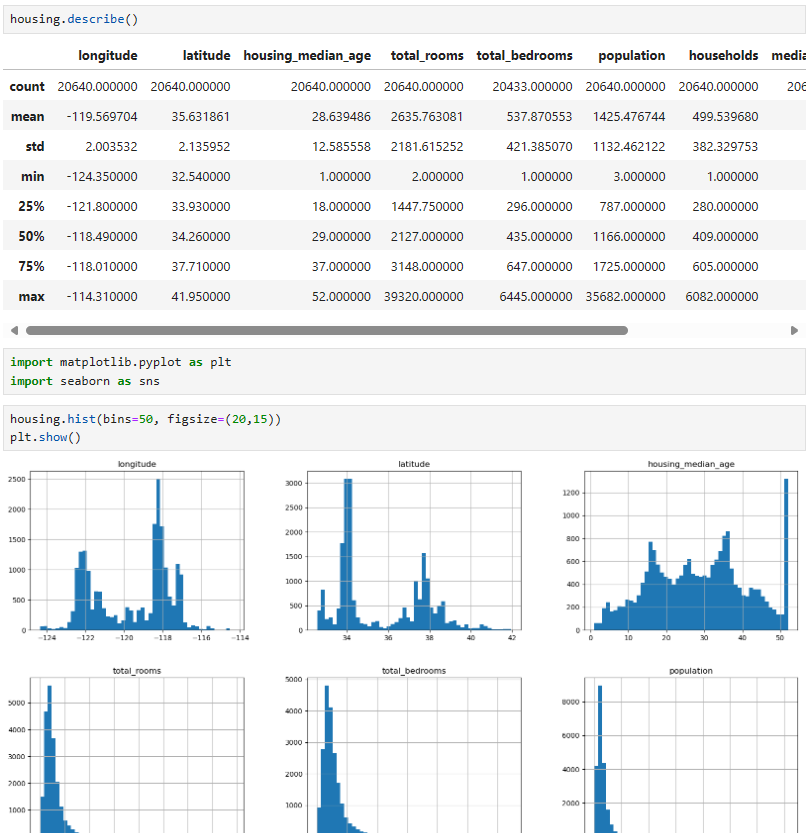 housing.describe()
longitude latitude housing_median_age total_rooms total_bedrooms population households media
count 20640.000000 20640.000000 20640.000000 20640.000000 20433.000000 20640.000000 20640.000000 206
mean -119.569704 35.631861 28.639486 2635.763081 537.870553 1425.476744 499.539680
std 2.003532 2.135952 12.585558 2181.615252 421.385070 1132.462122 382.329753
min -124.350000 32.540000 1.000000 2.000000 1.000000 3.000000 1.000000
25% -121.800000 33.930000 18.000000 1447.750000 296.000000 787.000000 280.000000
50% -118.490000 34.260000 29.000000 2127.000000 435.000000 1166.000000 409.000000
75% -118.010000 37.710000 37.000000 3148.000000 647.000000 1725.000000 605.000000
max -114.310000 41.950000 52.000000 39320.000000 6445.000000 35682.000000 6082.000000
import matplotlib.pyplot as plt
import seaborn as sns
housing.hist(bins=50, figsize=(20,15))
plt.show()
longitude
2500
2000
1500
1000
500
0
−124 −122 −120 −118 −116 −114
latitude
3000
2500
2000
1500
1000
500
0
34 36 38 40 42
housing_median_age
1200
1000
800
600
400
200
0
0 10 20 30 40 50
total_rooms
5000
4000
3000
2000
1000
total_bedrooms
5000
4000
3000
2000
1000
population
8000
6000
4000
2000